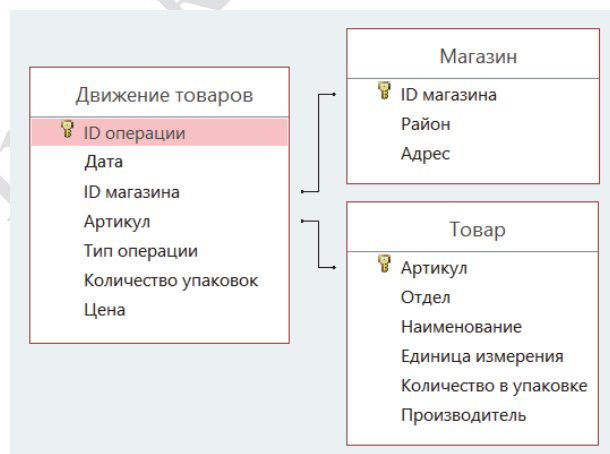 Движение товаров
ID операции
Дата
ID магазина
Артикул
Тип операции
Количество упаковок
Цена
Магазин
ID магазина
Район
Адрес
Товар
Артикул
Отдел
Наименование
Единица измерения
Количество в упаковке
Производитель